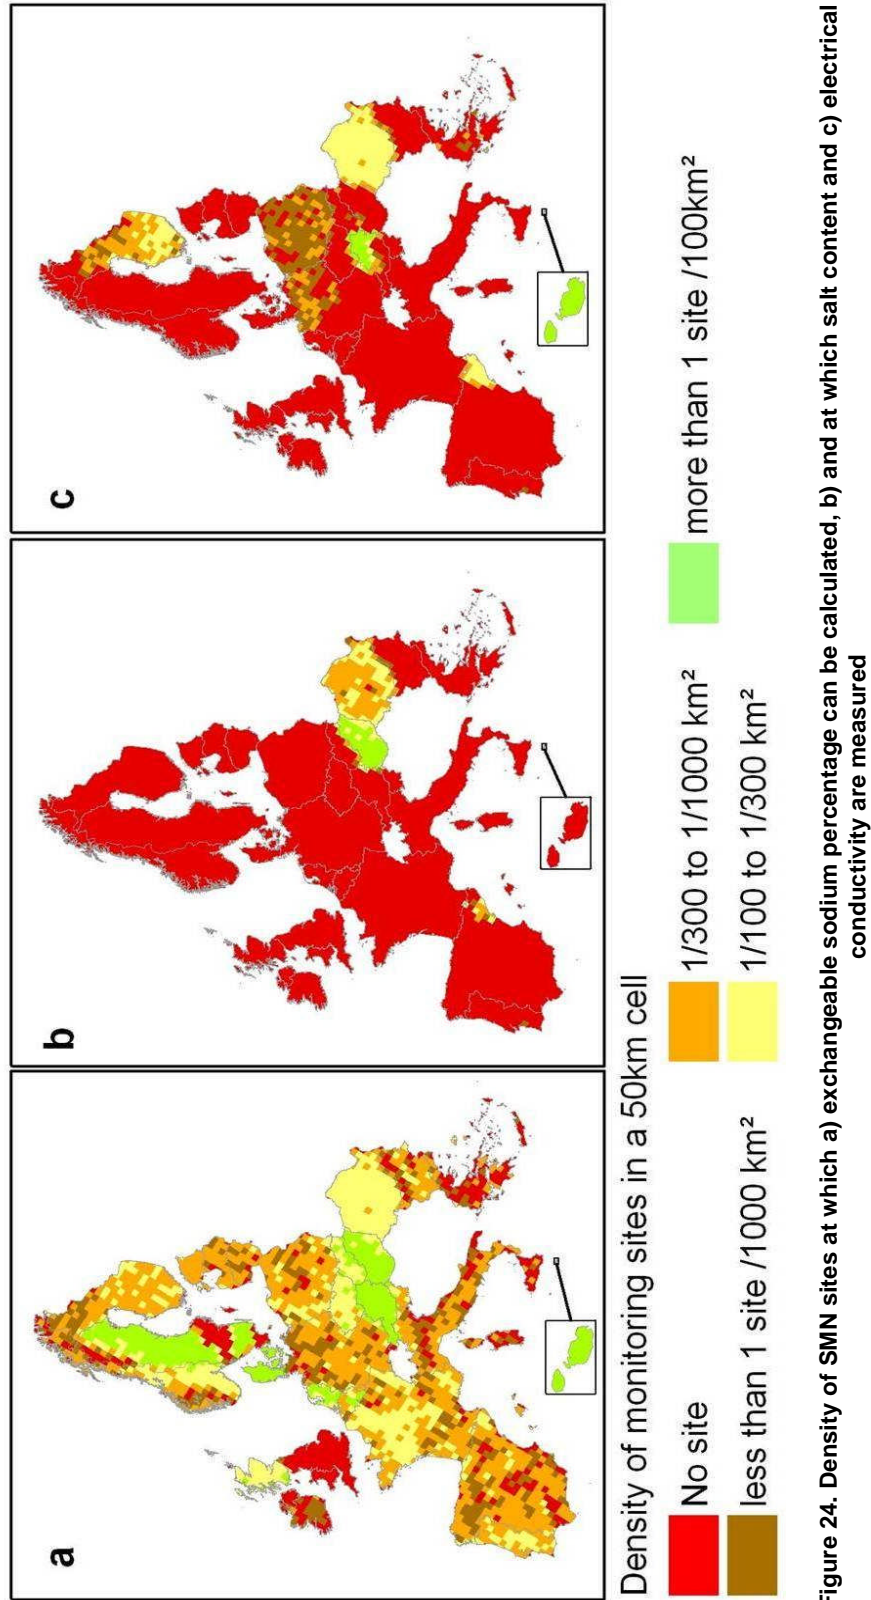 a
b
c
Density of monitoring sites in a 50km cell
No site
1/300 to 1/1000 km²
more than 1 site /100km²
less than 1 site /1000 km²
1/100 to 1/300 km²
Figure 24. Density of SMN sites at which a) exchangeable sodium percentage can be calculated, b) and at which salt content and c) electrical
conductivity are measured